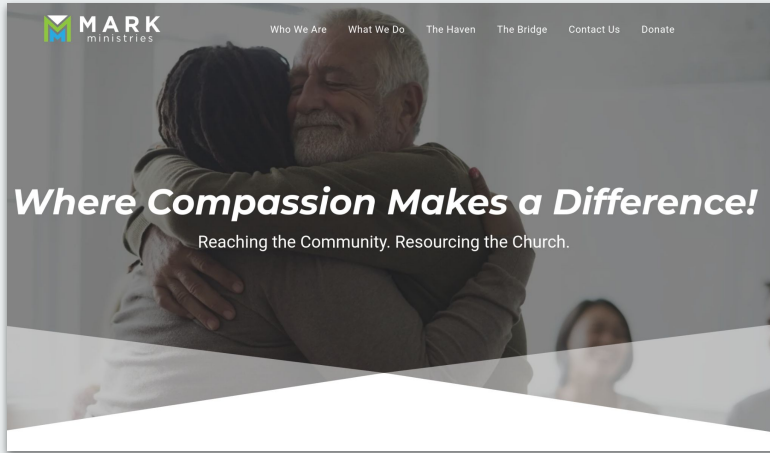 MARK
ministries
Who We Are What We Do The Haven The Bridge Contact Us Donate
Where Compassion Makes a Difference!
Reaching the Community. Resourcing the Church.